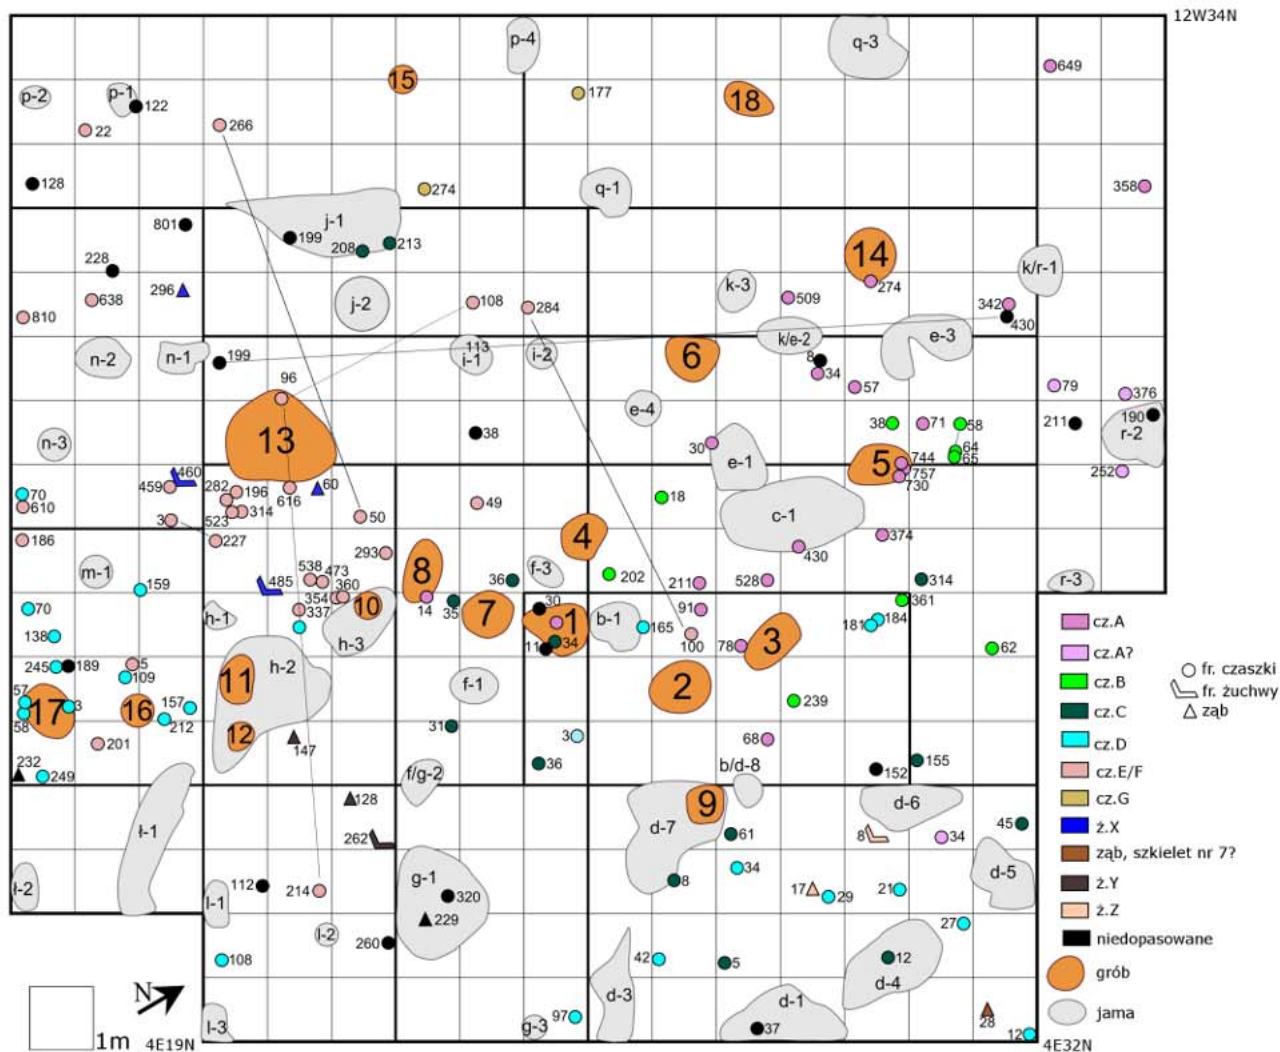 12W34N
p-4
q-3
649
15
177
18
p-2
p-1
122
22
266
128
274
q-1
358
j-1
801
199
208
213
14
228
k/r-1
k-3
274
296
638
j-2
108
284
509
342
810
430
k/e-2
e-3
n-2
n-1
199
113
i-1
i-2
6
8
34
57
79
376
96
e-4
190
211
r-2
13
38
38
71
58
n-3
30
64
65
744
5
757
730
252
e-1
460
459
282
196
60
70
616
18
610
314
50
49
c-1
3
523
227
4
374
186
293
430
m-1
538
473
8
36
f-3
202
211
528
314
r-3
159
485
360
354
14
35
30
361
70
h-1
337
10
7
1
b-1
165
91
184
181
138
h-3
34
11
100
78
3
62
245
189
5
h-2
109
11
f-1
2
57
17
3
16
157
239
58
212
12
31
201
147
3
68
232
249
36
b/d-8
152
155
f/g-2
128
9
d-6
ł-1
262
d-7
61
8
34
45
34
ł-2
112
214
g-1
320
8
17
29
21
d-5
l-1
229
l-2
260
27
108
42
5
12
d-4
d-3
d-1
28
l-3
g-3
97
37
12
N
1m
4E19N
4E32N
cz.A
cz.A?
cz.B
cz.C
cz.D
cz.E/F
cz.G
ż.X
ząb, szkielet nr 7?
ż.Y
ż.Z
niedopasowane
grób
jama
fr. czaszki
fr. żuchwy
ząb